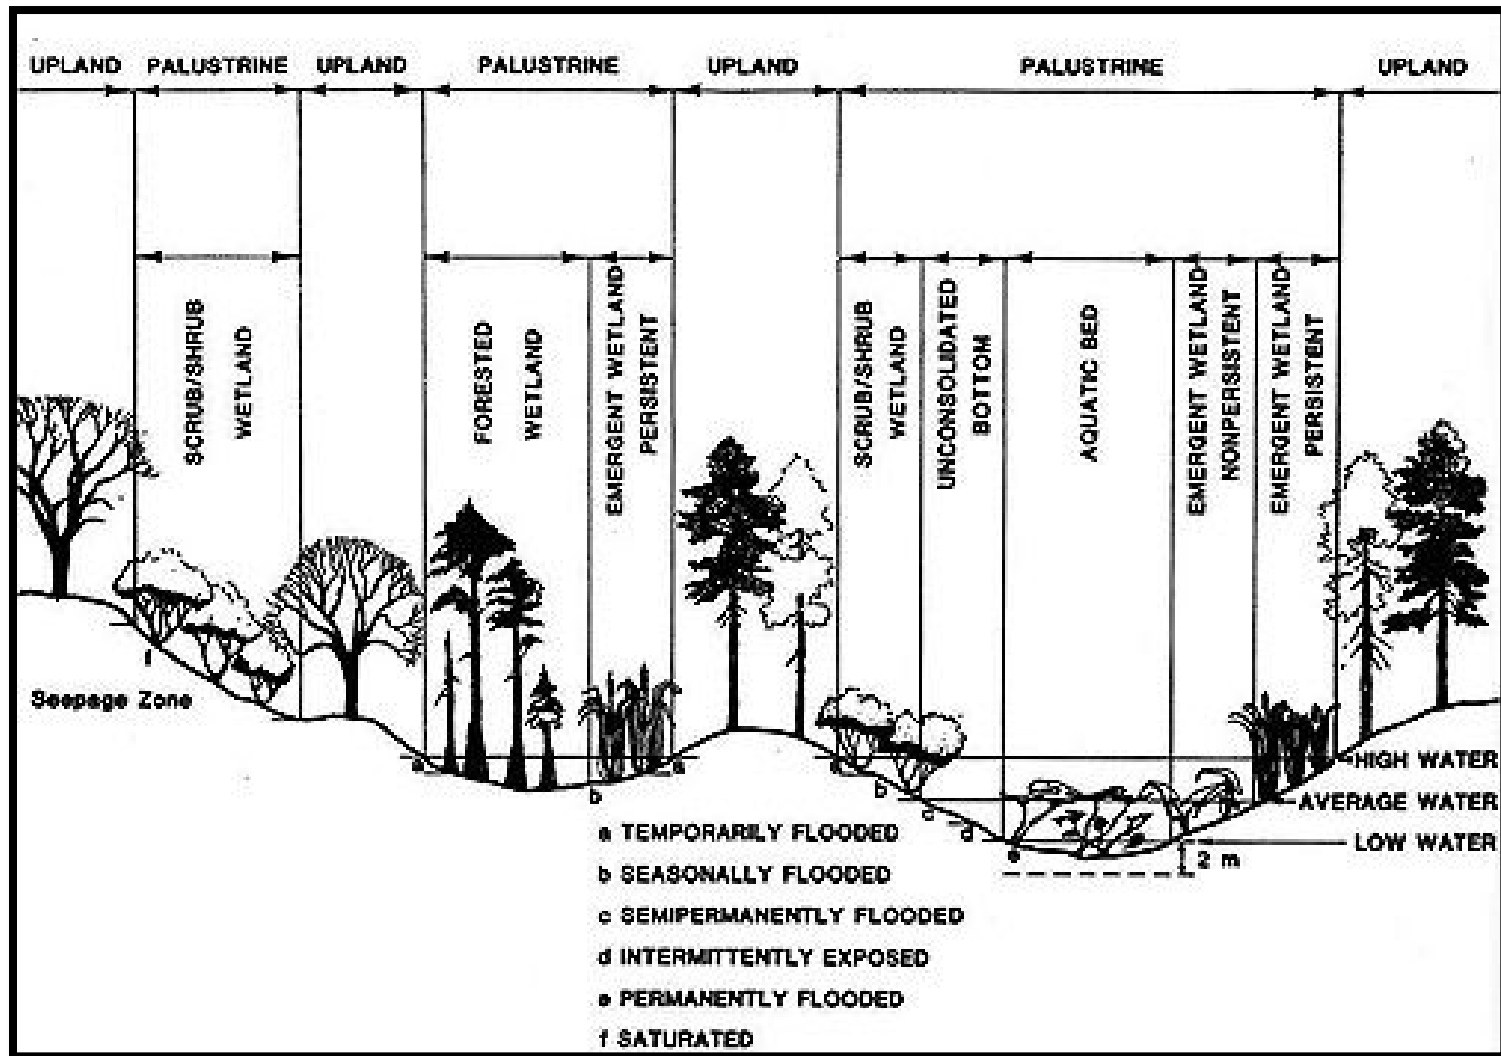 UPLAND PALUSTRINE UPLAND PALUSTRINE UPLAND PALUSTRINE UPLAND
SCRUB/SHRUB
WETLAND
FORESTED
WETLAND
EMERGENT WETLAND
PERSISTENT
SCRUB/SHRUB
WETLAND
UNCONSOLIDATED
BOTTOM
AQUATIC BED
EMERGENT WETLAND
NONPERSISTENT
EMERGENT WETLAND
PERSISTENT
f
Seepage Zone
a
b
a
a
b
c
d
e
HIGH WATER
AVERAGE WATER
LOW WATER
2 m
a TEMPORARILY FLOODED
b SEASONALLY FLOODED
c SEMIPERMANENTLY FLOODED
d INTERMITTENTLY EXPOSED
e PERMANENTLY FLOODED
f SATURATED